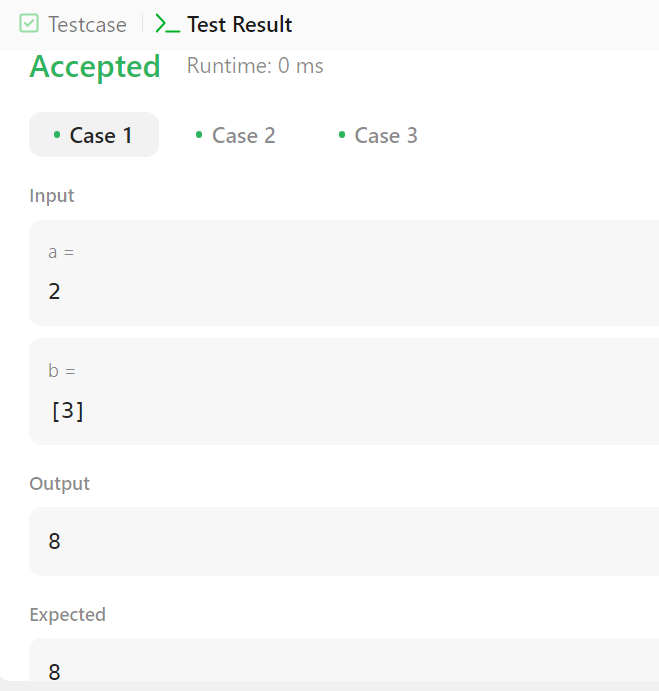 Testcase Test Result
Accepted Runtime: 0 ms
Case 1 Case 2 Case 3
Input
a =
2
b =
[3]
Output
8
Expected
8